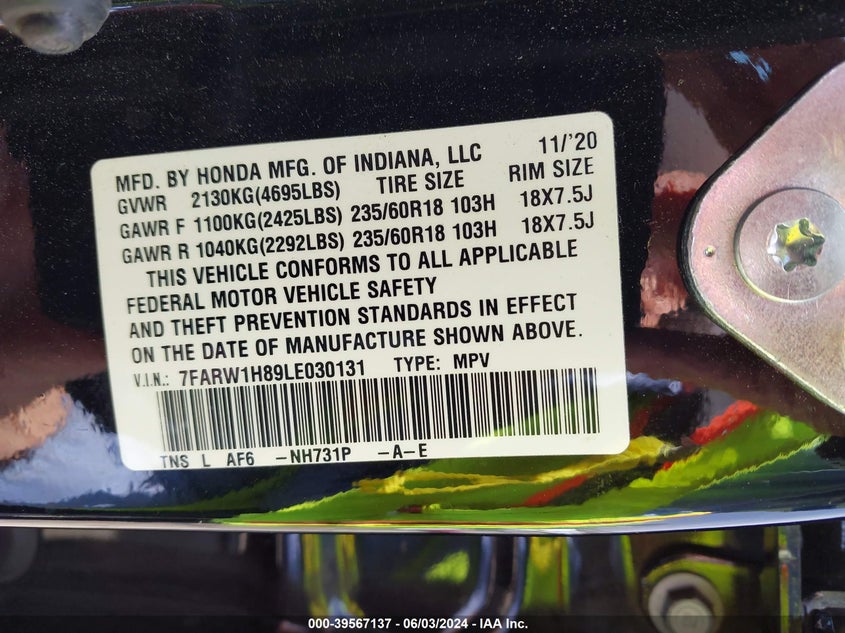 MFD. BY HONDA MFG. OF INDIANA, LLC 11/'20
GVWR 2130KG(4695LBS) TIRE SIZE RIM SIZE
GAWR F 1100KG(2425LBS) 235/60R18 103H 18X7.5J
GAWR R 1040KG(2292LBS) 235/60R18 103H 18X7.5J
THIS VEHICLE CONFORMS TO ALL APPLICABLE
FEDERAL MOTOR VEHICLE SAFETY
AND THEFT PREVENTION STANDARDS IN EFFECT
ON THE DATE OF MANUFACTURE SHOWN ABOVE.
V.I.N.: 7FARW1H89LE030131 TYPE: MPV
TNS L AF6 -NH731P -A-E
000-39567137 - 06/03/2024 - IAA Inc.